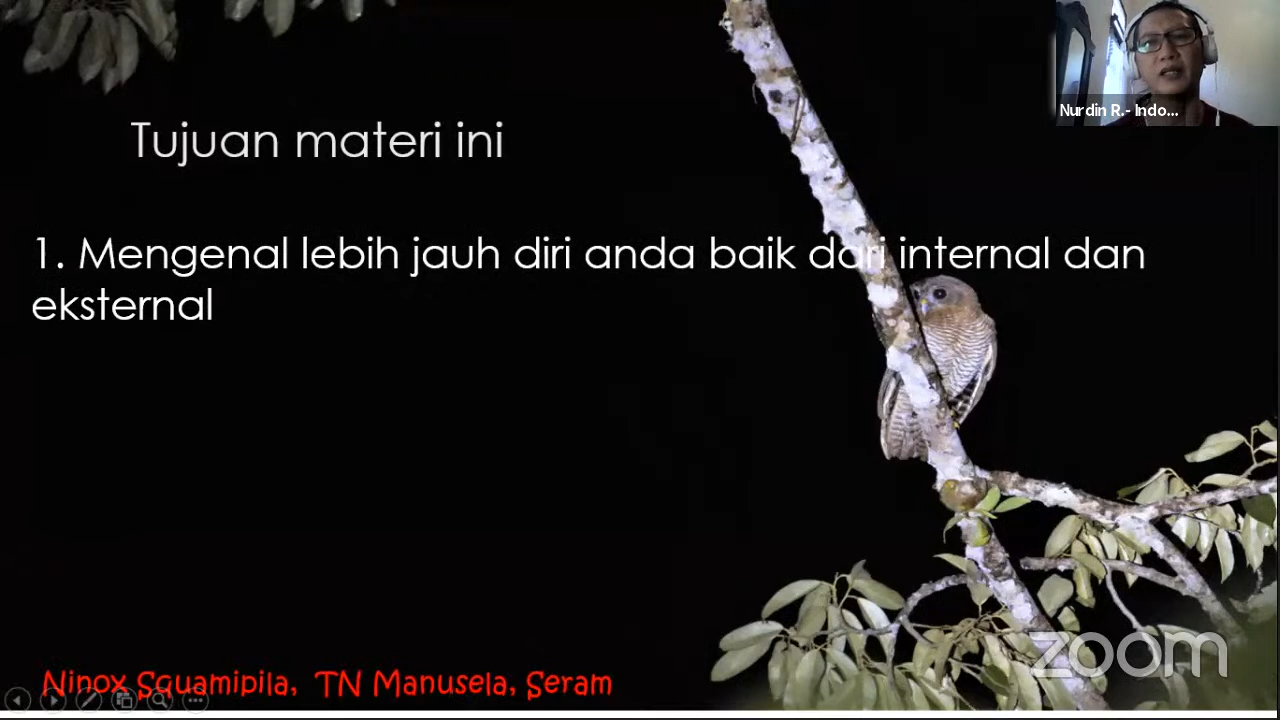 Nurdin R.- Indo...
Tujuan materi ini
1. Mengenal lebih jauh diri anda baik dari internal dan
eksternal
Ninox Squamipila, TN Manusela, Seram
zoom